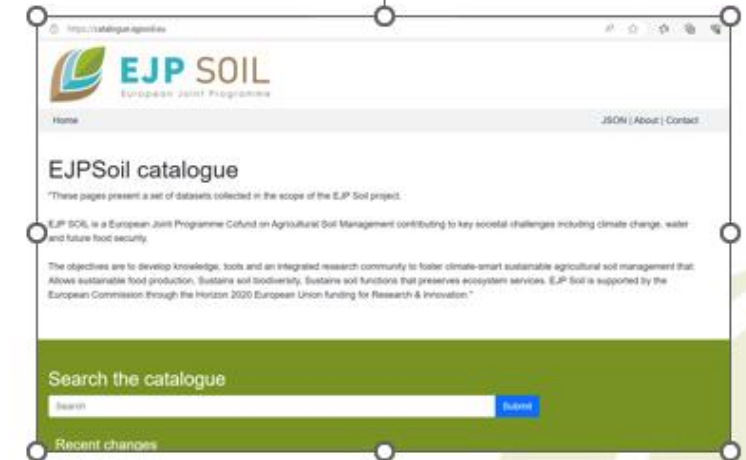 https://catalogue.ejpsoil.eu
EJP SOIL
European Joint Programme
Home
JSON | About | Contact
EJPSoil catalogue
"These pages present a set of datasets collected in the scope of the EJP Soil project.
EJP SOIL is a European Joint Programme Cofund on Agricultural Soil Management contributing to key societal challenges including climate change, water
and future food security.
The objectives are to develop knowledge, tools and an integrated research community to foster climate-smart sustainable agricultural soil management that:
Allows sustainable food production, Sustains soil biodiversity, Sustains soil functions that preserves ecosystem services. EJP Soil is supported by the
European Commission through the Horizon 2020 European Union funding for Research & Innovation."
Search the catalogue
Search
Submit
Recent changes